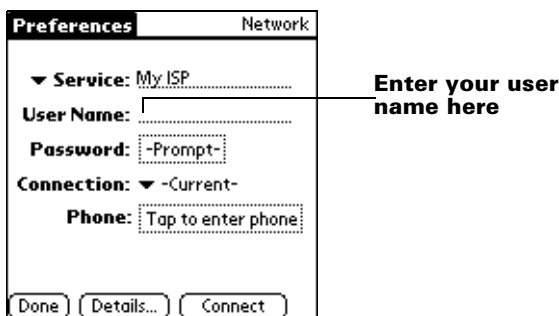 Preferences Network
Service: My ISP
User Name:
Password: -Prompt-
Connection: -Current-
Phone: Tap to enter phone
Done Details... Connect
Enter your user
name here